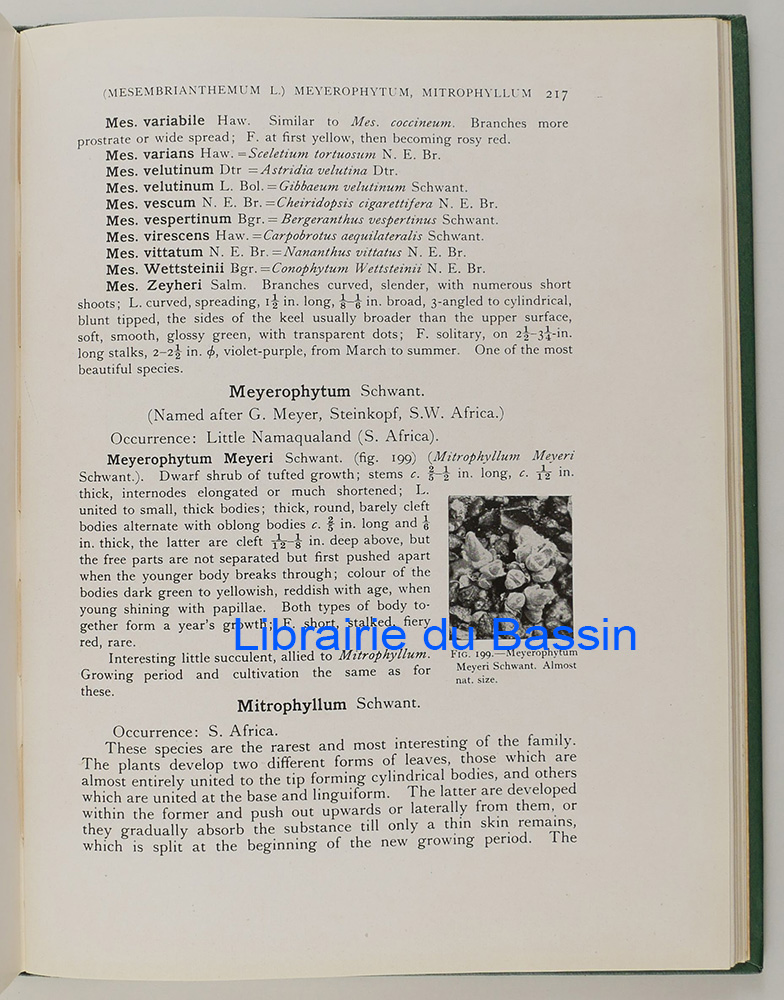 (MESEMBRIANTHEMUM L.) MEYEROPHYTUM, MITROPHYLLUM 217
Mes. variabile Haw. Similar to Mes. coccineum. Branches more
prostrate or wide spread; F. at first yellow, then becoming rosy red.
Mes. varians Haw. = Sceletium tortuosum N. E. Br.
Mes. velutinum Dtr = Astridia velutina Dtr.
Mes. velutinum L. Bol. = Gibbaeum velutinum Schwant.
Mes. vescum N. E. Br. = Cheiridopsis cigarettifera N. E. Br.
Mes. vespertinum Bgr. = Bergeranthus vespertinus Schwant.
Mes. virescens Haw. = Carpobrotus aequilateralis Schwant.
Mes. vittatum N. E. Br. = Nananthus vittatus N. E. Br.
Mes. Wettsteinii Bgr. = Conophytum Wettsteinii N. E. Br.
Mes. Zeyheri Salm. Branches curved, slender, with numerous short
shoots; L. curved, spreading, 1½ in. long, ⅛–⅙ in. broad, 3-angled to cylindrical,
blunt tipped, the sides of the keel usually broader than the upper surface,
soft, smooth, glossy green, with transparent dots; F. solitary, on 2½–3¼-in.
long stalks, 2–2½ in. ϕ, violet-purple, from March to summer. One of the most
beautiful species.
Meyerophytum Schwant.
(Named after G. Meyer, Steinkopf, S.W. Africa.)
Occurrence: Little Namaqualand (S. Africa).
Meyerophytum Meyeri Schwant. (fig. 199) (Mitrophyllum Meyeri
Schwant.). Dwarf shrub of tufted growth; stems c. ⅖–½ in. long, c. 1/12 in.
thick, internodes elongated or much shortened; L.
united to small, thick bodies; thick, round, barely cleft
bodies alternate with oblong bodies c. ⅖ in. long and ⅙
in. thick, the latter are cleft 1/12–⅛ in. deep above, but
the free parts are not separated but first pushed apart
when the younger body breaks through; colour of the
bodies dark green to yellowish, reddish with age, when
young shining with papillae. Both types of body to-
gether form a year's growth; F. short, stalked, fiery
red, rare.
Interesting little succulent, allied to Mitrophyllum.
Growing period and cultivation the same as for
these.
Fig. 199.—Meyerophytum
Meyeri Schwant. Almost
nat. size.
Librairie du Bassin
Mitrophyllum Schwant.
Occurrence: S. Africa.
These species are the rarest and most interesting of the family.
The plants develop two different forms of leaves, those which are
almost entirely united to the tip forming cylindrical bodies, and others
which are united at the base and linguiform. The latter are developed
within the former and push out upwards or laterally from them, or
they gradually absorb the substance till only a thin skin remains,
which is split at the beginning of the new growing period. The